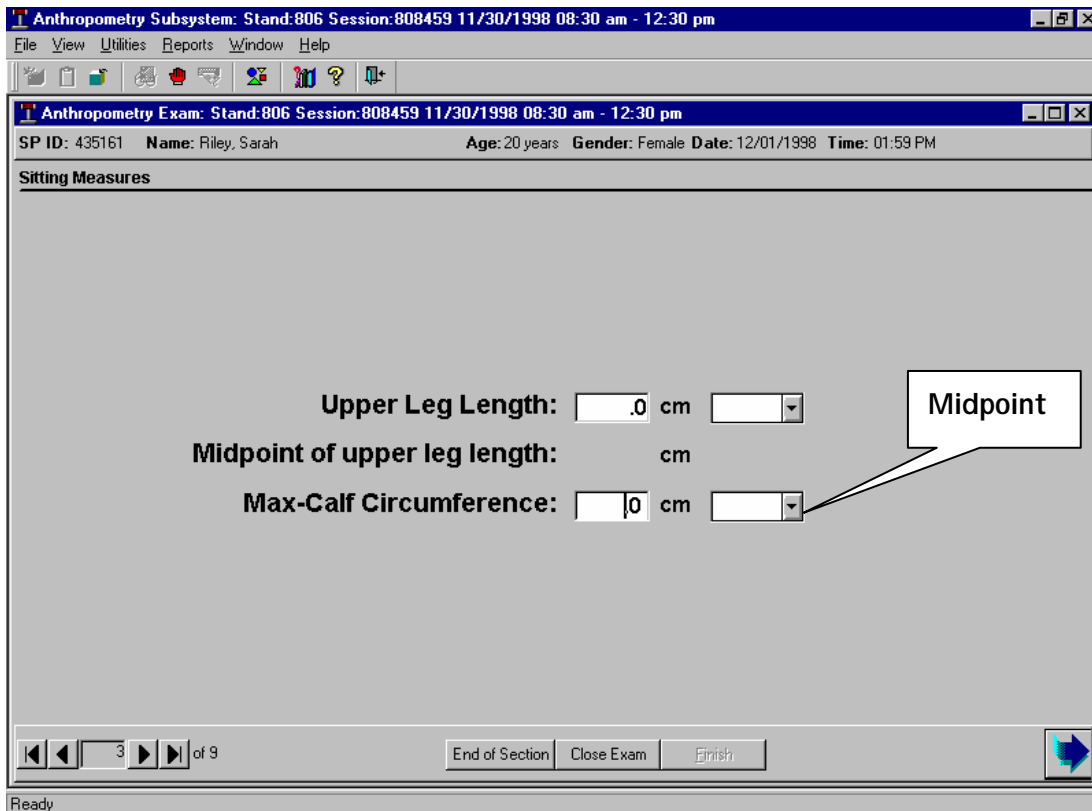 Anthropometry Subsystem: Stand:806 Session:808459 11/30/1998 08:30 am - 12:30 pm
File View Utilities Reports Window Help
Anthropometry Exam: Stand:806 Session:808459 11/30/1998 08:30 am - 12:30 pm
SP ID: 435161 Name: Riley, Sarah Age: 20 years Gender: Female Date: 12/01/1998 Time: 01:59 PM
Sitting Measures
Upper Leg Length: .0 cm
Midpoint
Midpoint of upper leg length: cm
Max-Calf Circumference: .0 cm
3 of 9 End of Section Close Exam Finish
Ready